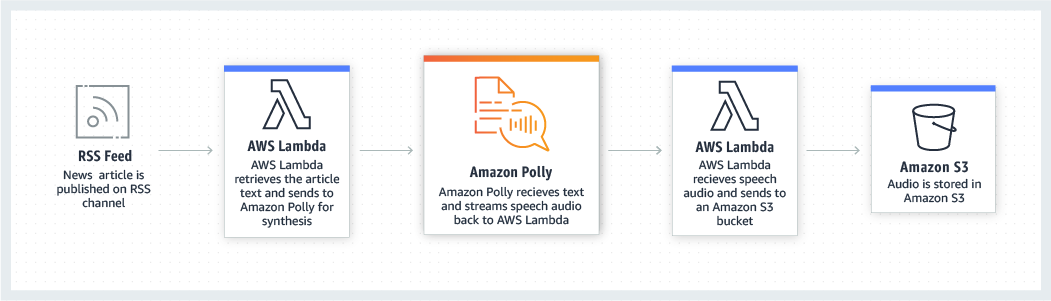 RSS Feed
News article is
published on RSS
channel
AWS Lambda
AWS Lambda
retrieves the article
text and sends to
Amazon Polly for
synthesis
Amazon Polly
Amazon Polly recieves text
and streams speech audio
back to AWS Lambda
AWS Lambda
AWS Lambda
recieves speech
audio and sends to
an Amazon S3
bucket
Amazon S3
Audio is stored in
Amazon S3